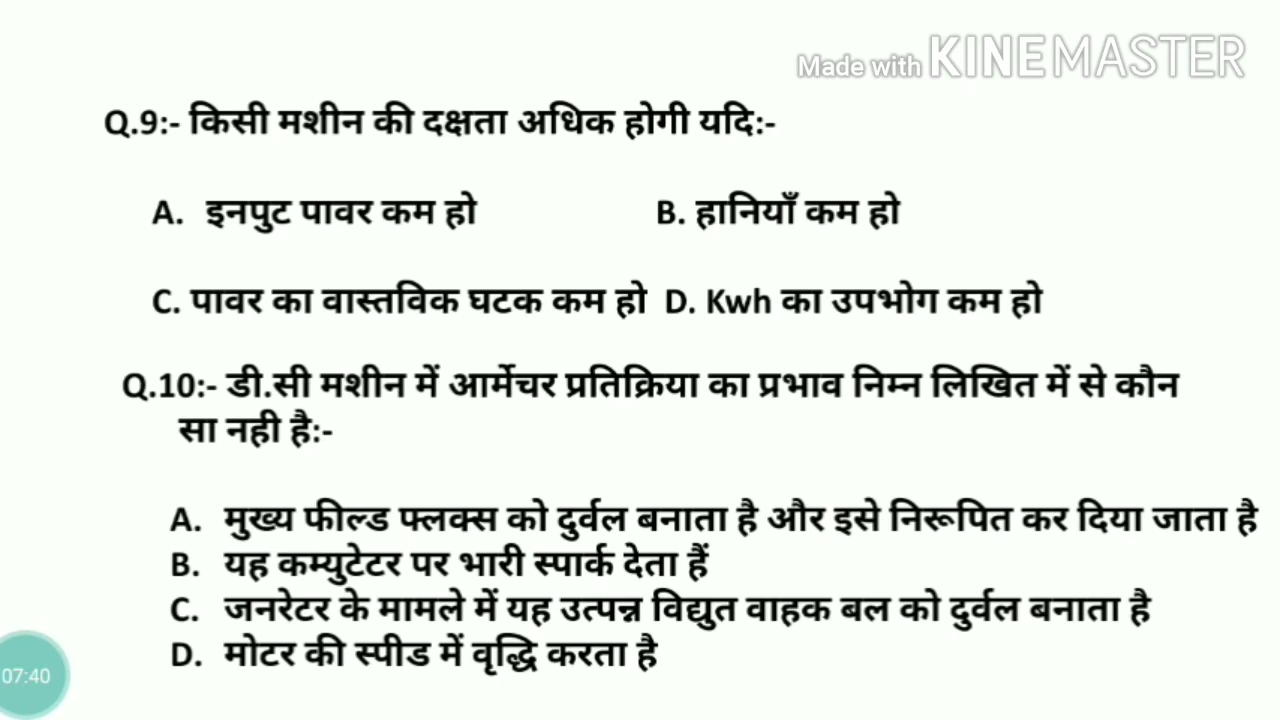 Made with KINEMASTER
Q.9:- किसी मशीन की दक्षता अधिक होगी यदि:-
A. इनपुट पावर कम हो B. हानियाँ कम हो
C. पावर का वास्तविक घटक कम हो D. Kwh का उपभोग कम हो
Q.10:- डी.सी मशीन में आर्मेचर प्रतिक्रिया का प्रभाव निम्न लिखित में से कौन
सा नही है:-
A. मुख्य फील्ड फ्लक्स को दुर्वल बनाता है और इसे निरूपित कर दिया जाता है
B. यह कम्युटेटर पर भारी स्पार्क देता हैं
C. जनरेटर के मामले में यह उत्पन्न विद्युत वाहक बल को दुर्वल बनाता है
D. मोटर की स्पीड में वृद्धि करता है
07:40